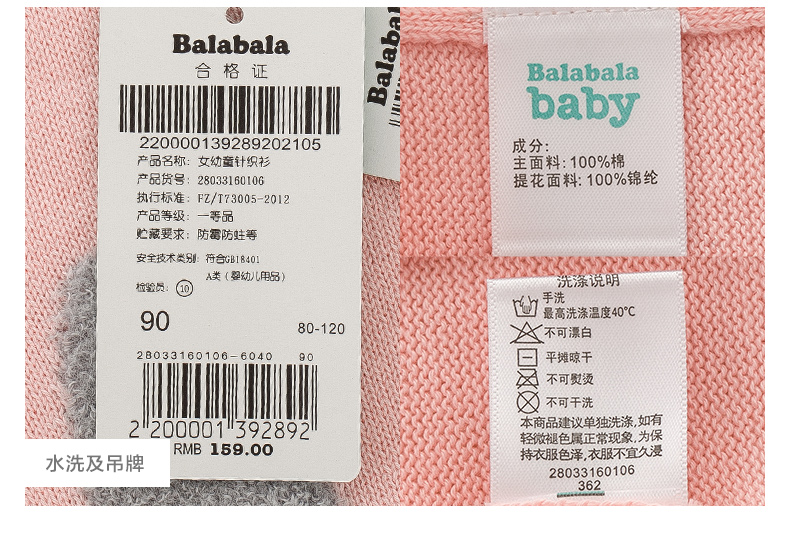 Balabala
合格证
220000139289202105
产品名称: 女幼童针织衫
产品货号: 28033160106
执行标准: FZ/T73005-2012
产品等级: 一等品
贮藏要求: 防霉防蛀等
安全技术类别: 符合GB18401
A类(婴幼儿用品)
检验员: 10
90
80-120
28033160106-6040 90
2 200001 392892
RMB 159.00
水洗及吊牌
Balabala
Balabala
baby
成分:
主面料: 100%棉
提花面料: 100%锦纶
洗涤说明
手洗
最高洗涤温度40℃
不可漂白
平摊晾干
不可熨烫
不可干洗
本商品建议单独洗涤,如有
轻微褪色属正常现象,为保
持衣服色泽,衣服不宜久浸
28033160106
362